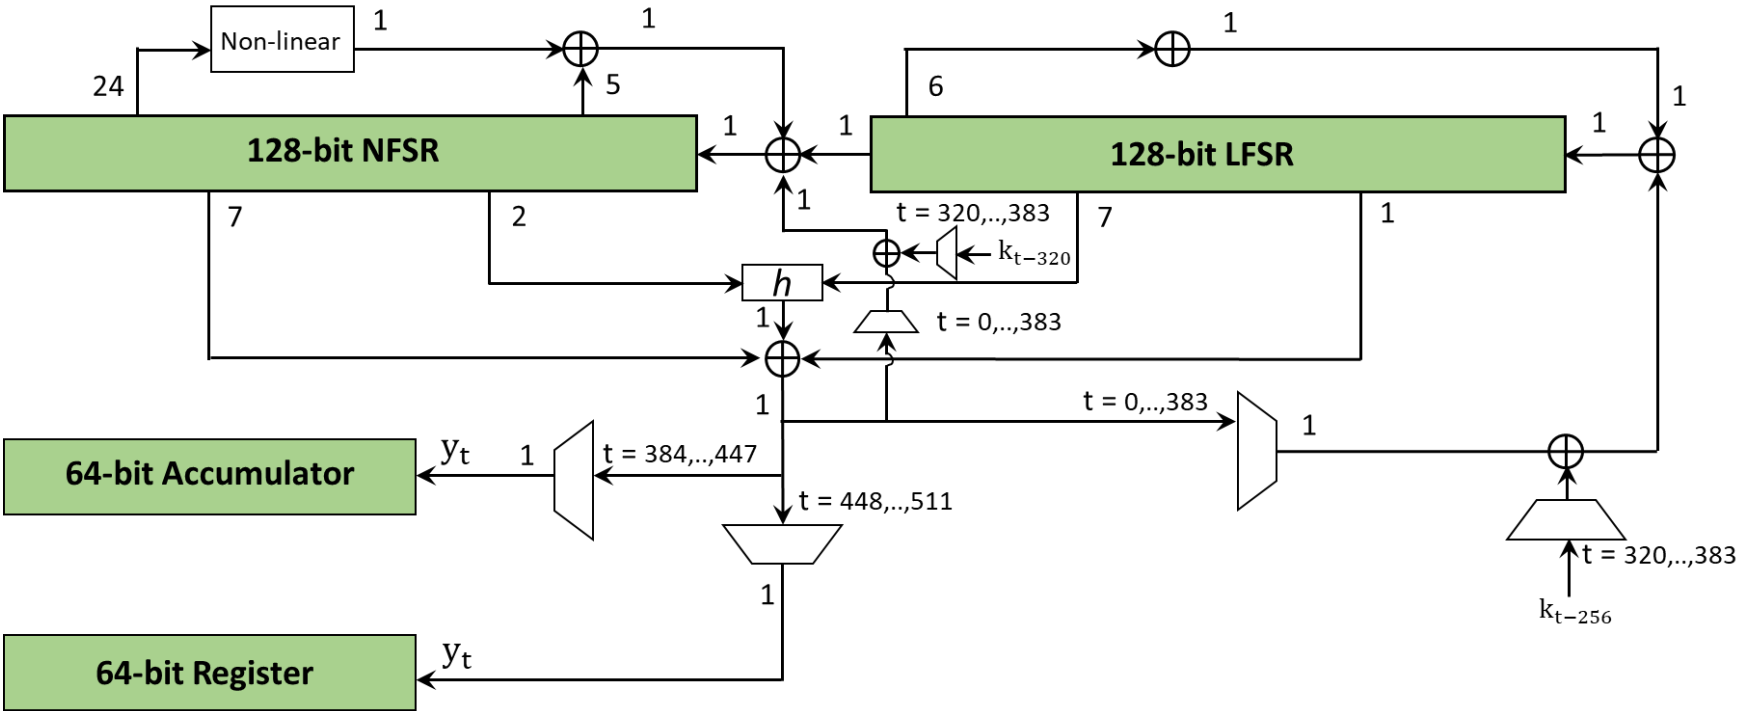 Non-linear
1
1
1
24
5
6
1
128-bit NFSR
1
1
128-bit LFSR
1
7
2
1
t = 320,..,383
7
1
k_{t−320}
h
1
t = 0,..,383
1
t = 0,..,383
1
64-bit Accumulator
y_t
1
t = 384,..,447
t = 448,..,511
t = 320,..,383
1
k_{t−256}
64-bit Register
y_t